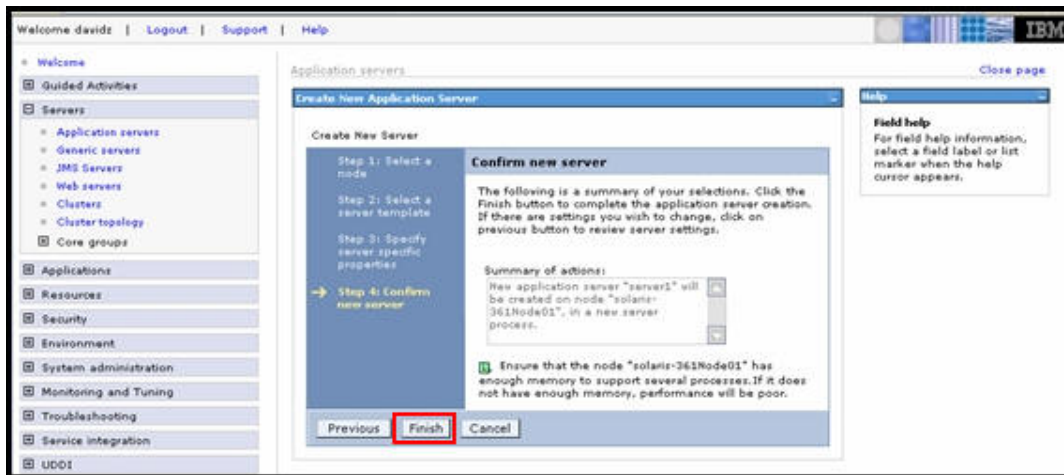 Welcome davidz | Logout | Support | Help
IBM
Welcome
Guided Activities
Servers
Application servers
Generic servers
JMS Servers
Web servers
Clusters
Cluster topology
Core groups
Applications
Resources
Security
Environment
System administration
Monitoring and Tuning
Troubleshooting
Service integration
UDDI
Application servers
Close page
Create New Application Server
Create New Server
Step 1: Select a
node
Step 2: Select a
server template
Step 3: Specify
server specific
properties
Step 4: Confirm
new server
Confirm new server
The following is a summary of your selections. Click the
Finish button to complete the application server creation.
If there are settings you wish to change, click on
previous button to review server settings.
Summary of actions:
New application server "server1" will
be created on node "solaris-
361Node01", in a new server
process.
Ensure that the node "solaris-361Node01" has
enough memory to support several processes.If it does
not have enough memory, performance will be poor.
Previous
Finish
Cancel
Help
Field help
For field help information,
select a field label or list
marker when the help
cursor appears.